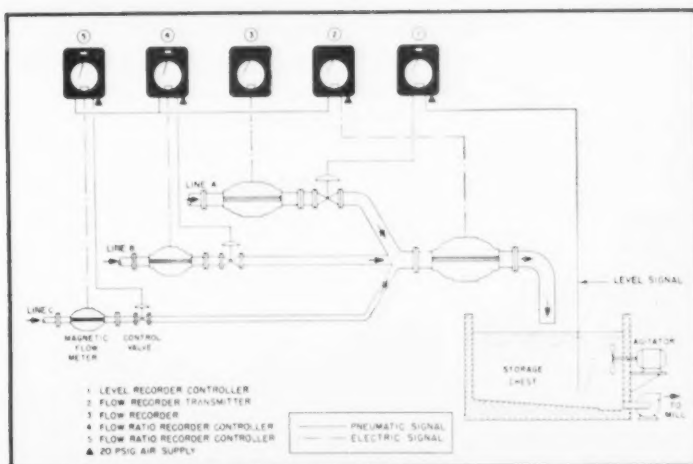 5 4 3 2 1
LINE A
LINE B
LINE C
MAGNETIC FLOW METER
CONTROL VALVE
LEVEL SIGNAL
AGITATOR
STORAGE CHEST
TO MILL
1 LEVEL RECORDER CONTROLLER
2 FLOW RECORDER TRANSMITTER
3 FLOW RECORDER
4 FLOW RATIO RECORDER CONTROLLER
5 FLOW RATIO RECORDER CONTROLLER
▲ 20 PSIG AIR SUPPLY
PNEUMATIC SIGNAL
ELECTRIC SIGNAL